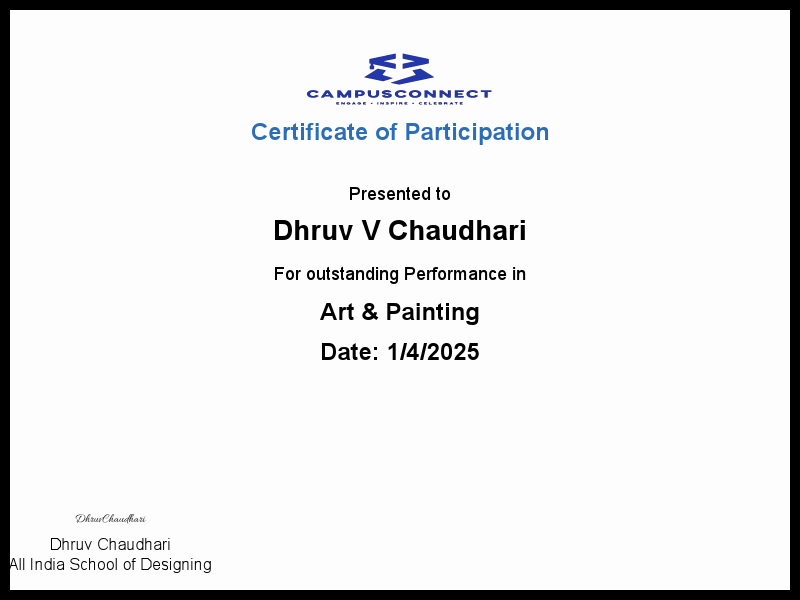 CAMPUSCONNECT
ENGAGE • INSPIRE • CELEBRATE
Certificate of Participation
Presented to
Dhruv V Chaudhari
For outstanding Performance in
Art & Painting
Date: 1/4/2025
DhruvChaudhari
Dhruv Chaudhari
All India School of Designing